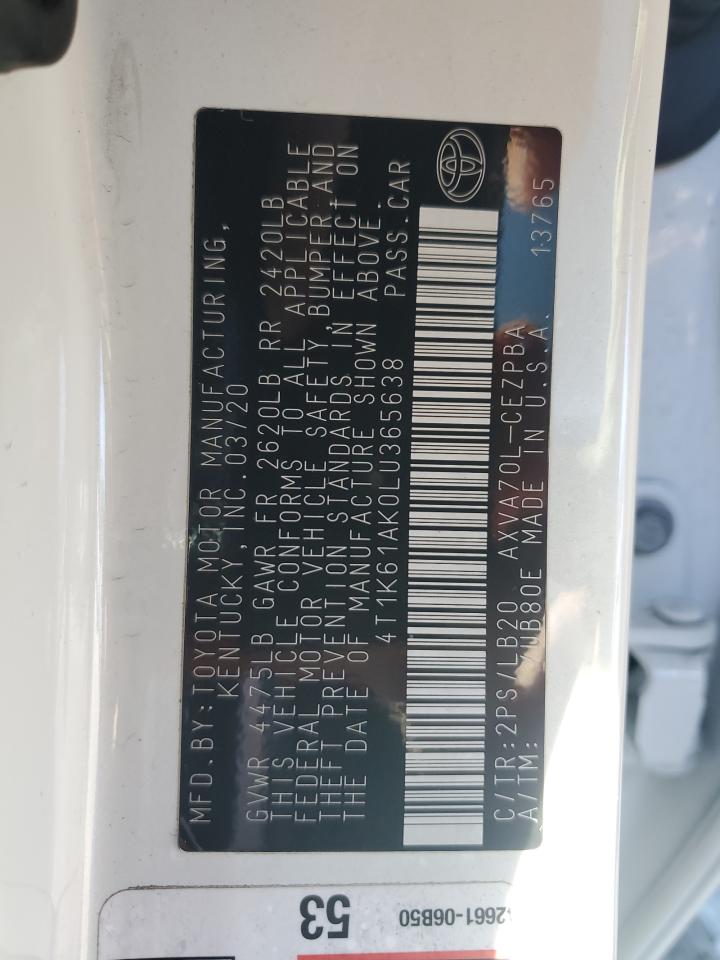 MFD.BY:TOYOTA MOTOR MANUFACTURING,
KENTUCKY,INC.03/20
GVWR 4475LB GAWR FR 2620LB RR 2420LB
THIS VEHICLE CONFORMS TO ALL APPLICABLE
FEDERAL MOTOR VEHICLE SAFETY,BUMPER,AND
THEFT PREVENTION STANDARDS IN EFFECT ON
THE DATE OF MANUFACTURE SHOWN ABOVE.
4T1K61AK0LU365638 PASS.CAR
C/TR:2PS/LB20 AXVA70L-CEZPBA
A/TM: /UB80E MADE IN U.S.A. 13765
53
42661-06B50